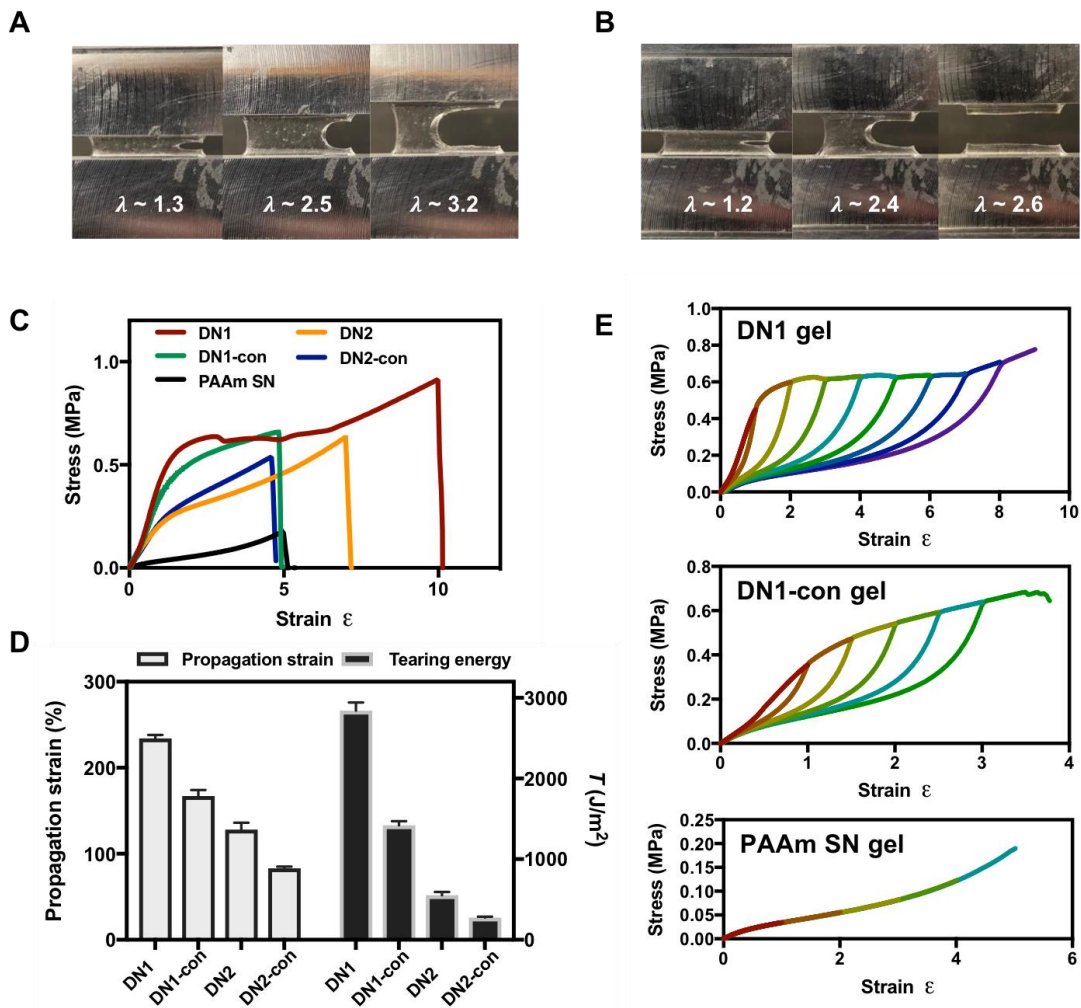 A
B
λ ~ 1.3
λ ~ 2.5
λ ~ 3.2
λ ~ 1.2
λ ~ 2.4
λ ~ 2.6
C
DN1
DN2
DN1-con
DN2-con
PAAm SN
1.0
0.5
0.0
Stress (MPa)
0
5
10
Strain ε
D
Propagation strain
Tearing energy
300
200
100
0
Propagation strain (%)
3000
2000
1000
0
T (J/m²)
DN1
DN1-con
DN2
DN2-con
DN1
DN1-con
DN2
DN2-con
E
DN1 gel
1.0
0.8
0.6
0.4
0.2
0.0
Stress (MPa)
0
2
4
6
8
10
Strain ε
DN1-con gel
0.8
0.6
0.4
0.2
0.0
Stress (MPa)
0
1
2
3
4
Strain ε
PAAm SN gel
0.25
0.20
0.15
0.10
0.05
0.00
Stress (MPa)
0
2
4
6
Strain ε